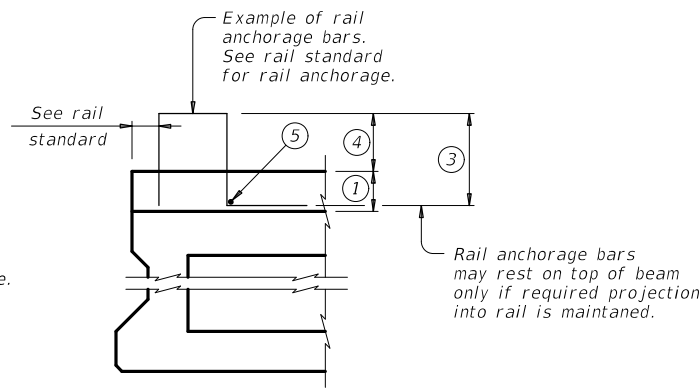 Example of rail
anchorage bars.
See rail standard
for rail anchorage.
See rail
standard
5
4
3
1
e.
Rail anchorage bars
may rest on top of beam
only if required projection
into rail is maintaned.